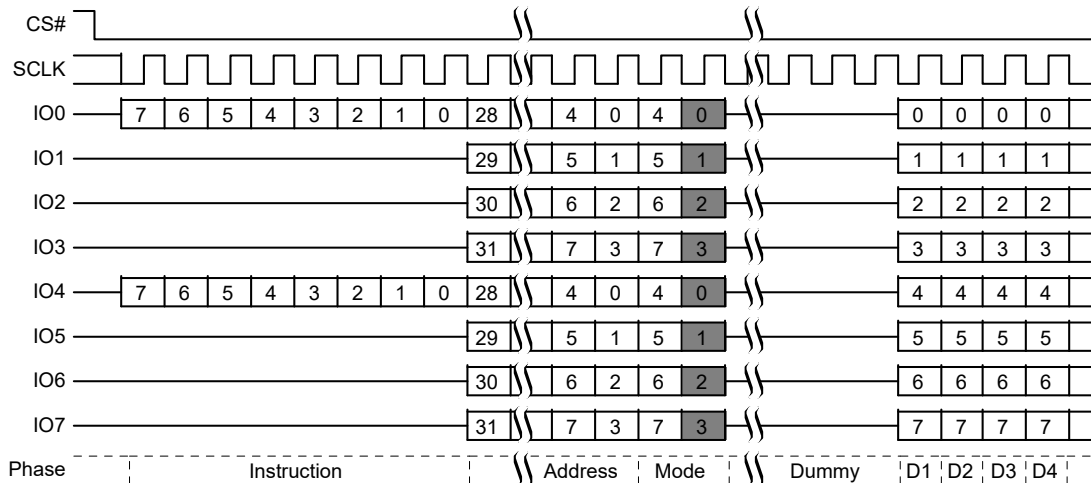 CS#
SCLK
IO0 7 6 5 4 3 2 1 0 28 4 0 4 0 0 0 0 0
IO1 29 5 1 5 1 1 1 1 1
IO2 30 6 2 6 2 2 2 2 2
IO3 31 7 3 7 3 3 3 3 3
IO4 7 6 5 4 3 2 1 0 28 4 0 4 0 4 4 4 4
IO5 29 5 1 5 1 5 5 5 5
IO6 30 6 2 6 2 6 6 6 6
IO7 31 7 3 7 3 7 7 7 7
Phase Instruction Address Mode Dummy D1 D2 D3 D4